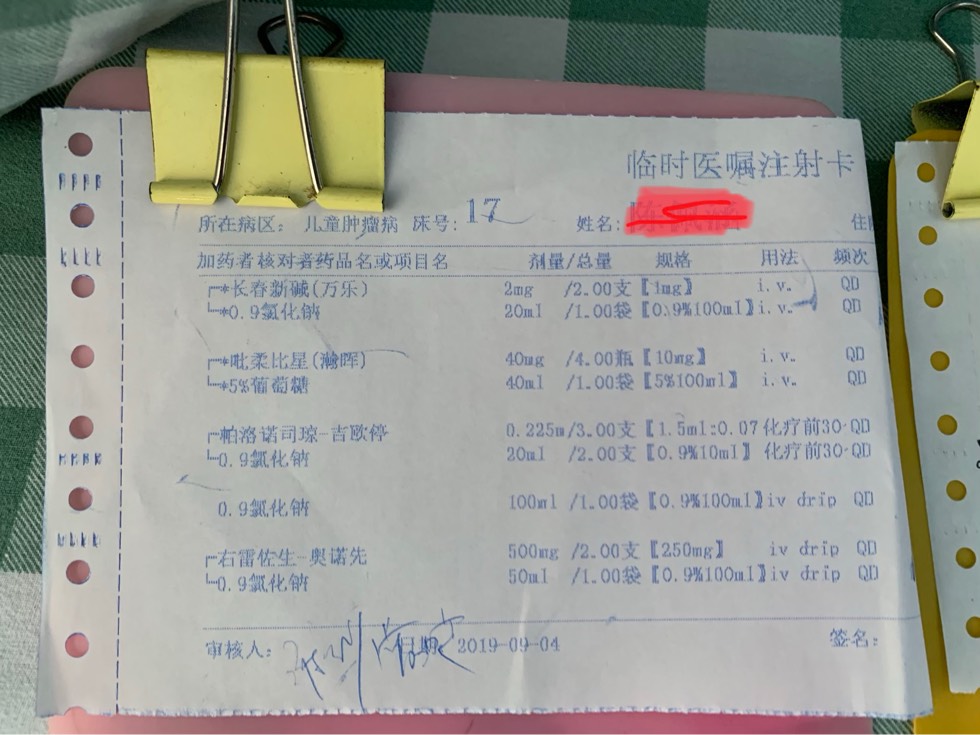 临时医嘱注射卡
所在病区: 儿童肿瘤病 床号: 17 姓名:
加药者核对者药品名或项目名 剂量/总量 规格 用法 频次
*长春新碱(万乐) 2mg /2.00支【1mg】 i.v. QD
*0.9氯化钠 20ml /1.00袋【0.9%100ml】i.v. QD
*吡柔比星(瀚晖) 40mg /4.00瓶【10mg】 i.v. QD
*5%葡萄糖 40ml /1.00袋【5%100ml】 i.v. QD
帕洛诺司琼-吉欧停 0.225m/3.00支【1.5ml:0.07 化疗前30-QD
0.9氯化钠 20ml /2.00支【0.9%10ml】 化疗前30-QD
0.9氯化钠 100ml /1.00袋【0.9%100ml】iv drip QD
右雷佐生-奥诺先 500mg /2.00支【250mg】 iv drip QD
0.9氯化钠 50ml /1.00袋【0.9%100ml】iv drip QD
审核人: 日期: 2019-09-04 签名: